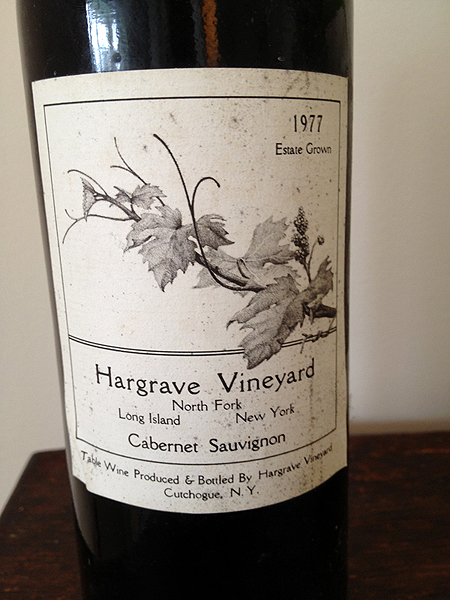 1977
Estate Grown
Hargrave Vineyard
North Fork
Long Island New York
Cabernet Sauvignon
Table Wine Produced & Bottled By Hargrave Vineyard
Cutchogue, N.Y.